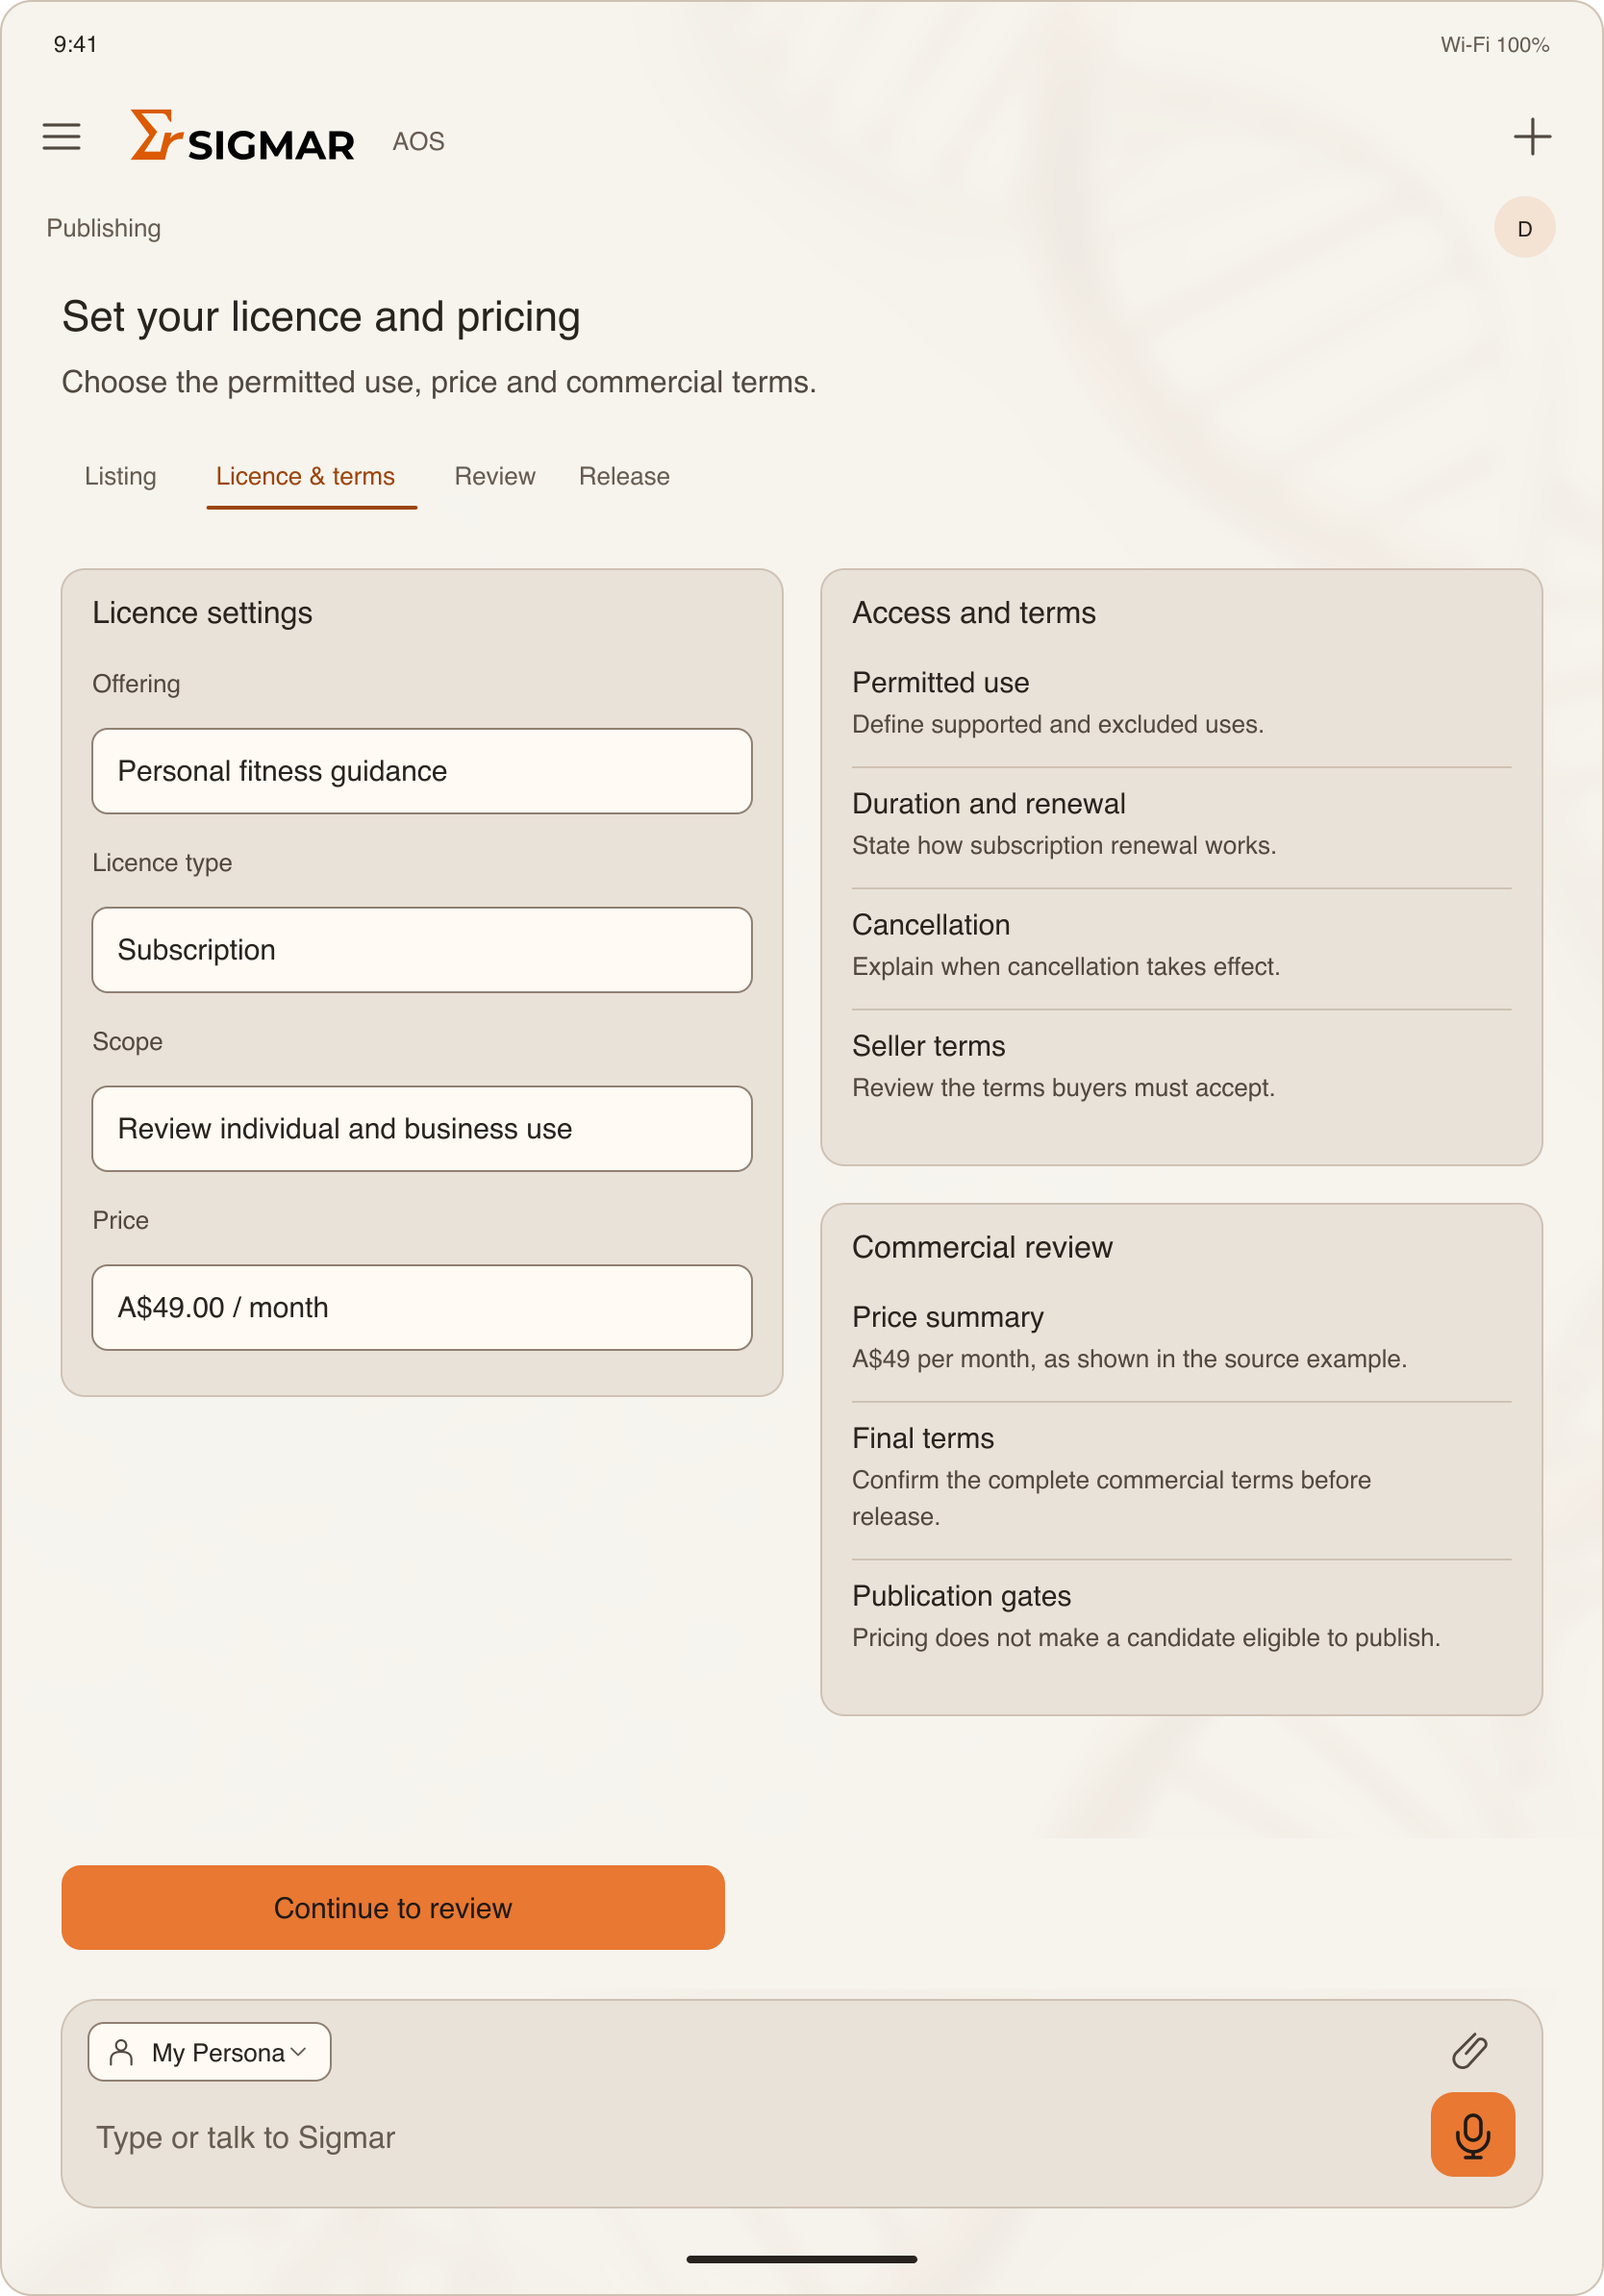 9:41
Wi-Fi 100%
Σr SIGMAR AOS
Publishing
D
Set your licence and pricing
Choose the permitted use, price and commercial terms.
Listing
Licence & terms
Review
Release
Licence settings
Offering
Personal fitness guidance
Licence type
Subscription
Scope
Review individual and business use
Price
A$49.00 / month
Access and terms
Permitted use
Define supported and excluded uses.
Duration and renewal
State how subscription renewal works.
Cancellation
Explain when cancellation takes effect.
Seller terms
Review the terms buyers must accept.
Commercial review
Price summary
A$49 per month, as shown in the source example.
Final terms
Confirm the complete commercial terms before
release.
Publication gates
Pricing does not make a candidate eligible to publish.
Continue to review
My Persona
Type or talk to Sigmar